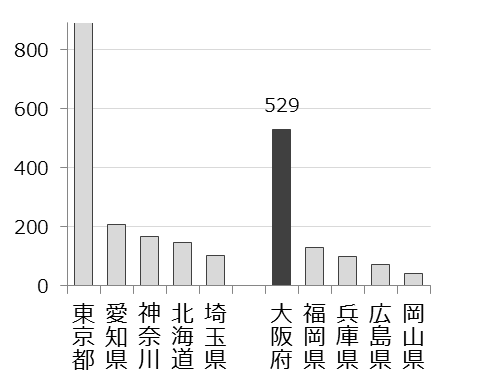 800
600
400
200
0
529
東京都
愛知県
神奈川
北海道
埼玉県
大阪府
福岡県
兵庫県
広島県
岡山県